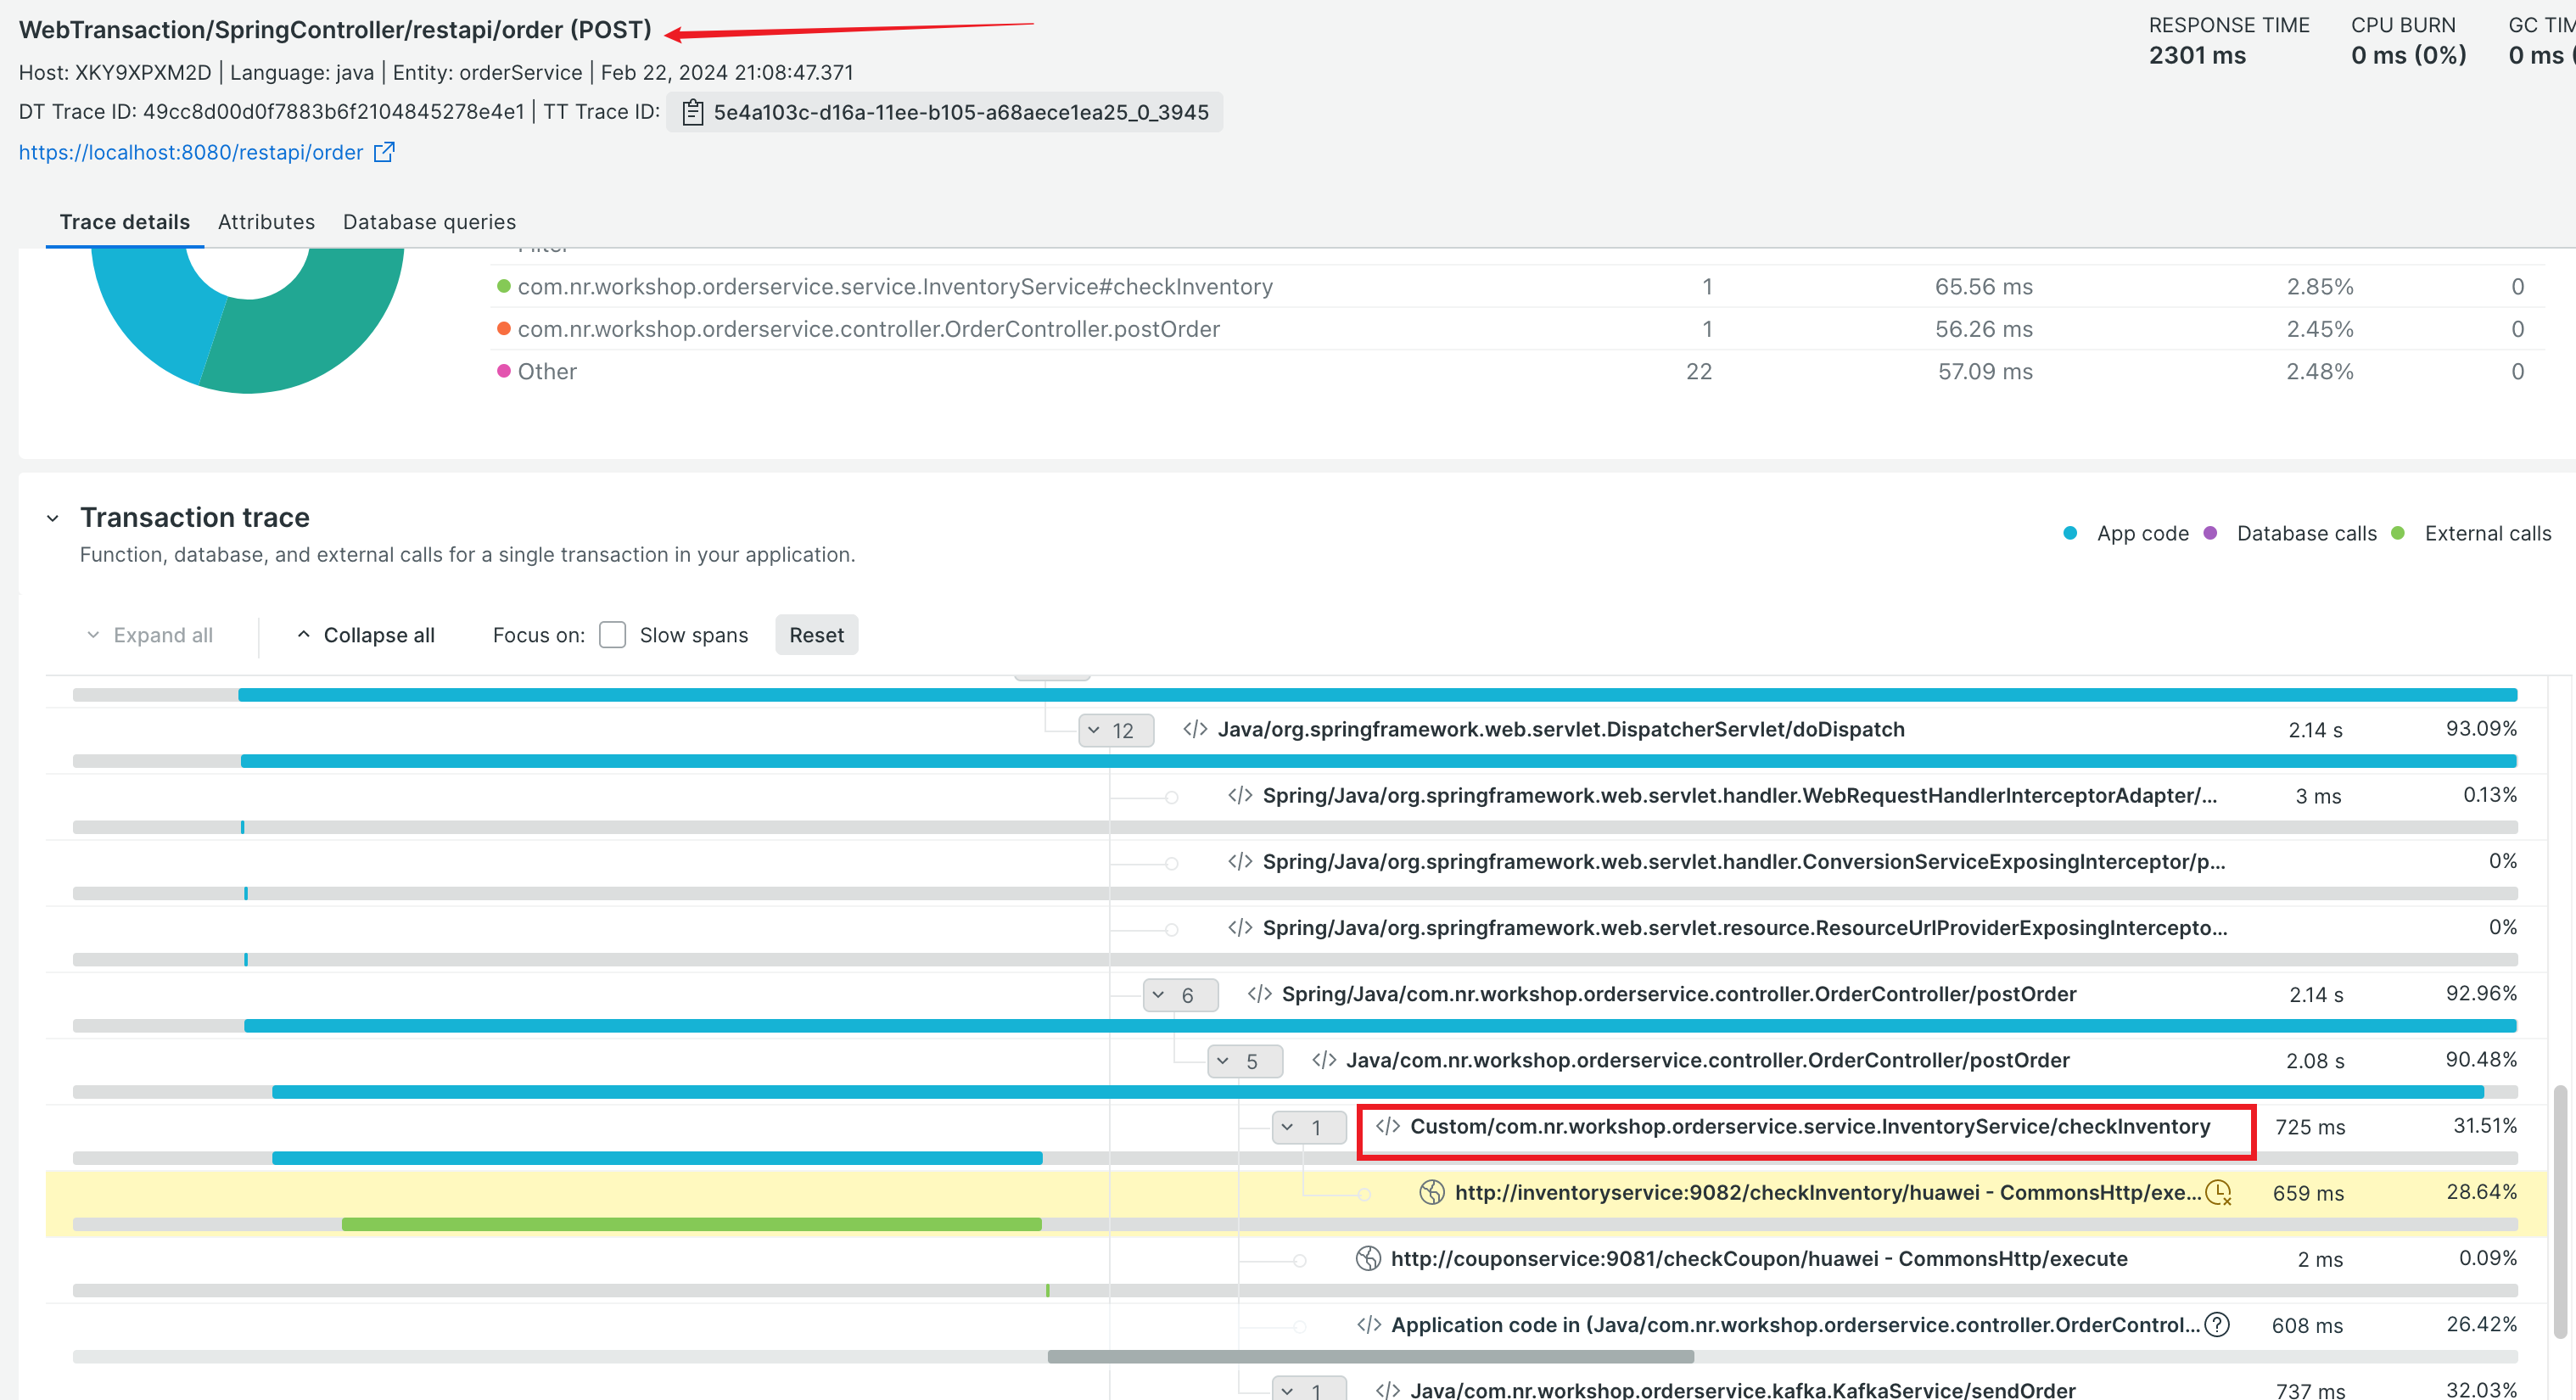 WebTransaction/SpringController/restapi/order (POST)
RESPONSE TIME CPU BURN GC TIM
2301 ms 0 ms (0%) 0 ms (
Host: XKY9XPXM2D | Language: java | Entity: orderService | Feb 22, 2024 21:08:47.371
DT Trace ID: 49cc8d00d0f7883b6f2104845278e4e1 | TT Trace ID: 5e4a103c-d16a-11ee-b105-a68aece1ea25_0_3945
https://localhost:8080/restapi/order
Trace details Attributes Database queries
Filter
com.nr.workshop.orderservice.service.InventoryService#checkInventory 1 65.56 ms 2.85% 0
com.nr.workshop.orderservice.controller.OrderController.postOrder 1 56.26 ms 2.45% 0
Other 22 57.09 ms 2.48% 0
Transaction trace
Function, database, and external calls for a single transaction in your application.
App code Database calls External calls
Expand all Collapse all Focus on: Slow spans Reset
12 </> Java/org.springframework.web.servlet.DispatcherServlet/doDispatch 2.14 s 93.09%
</> Spring/Java/org.springframework.web.servlet.handler.WebRequestHandlerInterceptorAdapter/... 3 ms 0.13%
</> Spring/Java/org.springframework.web.servlet.handler.ConversionServiceExposingInterceptor/p... 0%
</> Spring/Java/org.springframework.web.servlet.resource.ResourceUrlProviderExposingIntercepto... 0%
6 </> Spring/Java/com.nr.workshop.orderservice.controller.OrderController/postOrder 2.14 s 92.96%
5 </> Java/com.nr.workshop.orderservice.controller.OrderController/postOrder 2.08 s 90.48%
1 </> Custom/com.nr.workshop.orderservice.service.InventoryService/checkInventory 725 ms 31.51%
http://inventoryservice:9082/checkInventory/huawei - CommonsHttp/exe... 659 ms 28.64%
http://couponservice:9081/checkCoupon/huawei - CommonsHttp/execute 2 ms 0.09%
</> Application code in (Java/com.nr.workshop.orderservice.controller.OrderControl... ? 608 ms 26.42%
1 </> Java/com.nr.workshop.orderservice.kafka.KafkaService/sendOrder 737 ms 32.03%